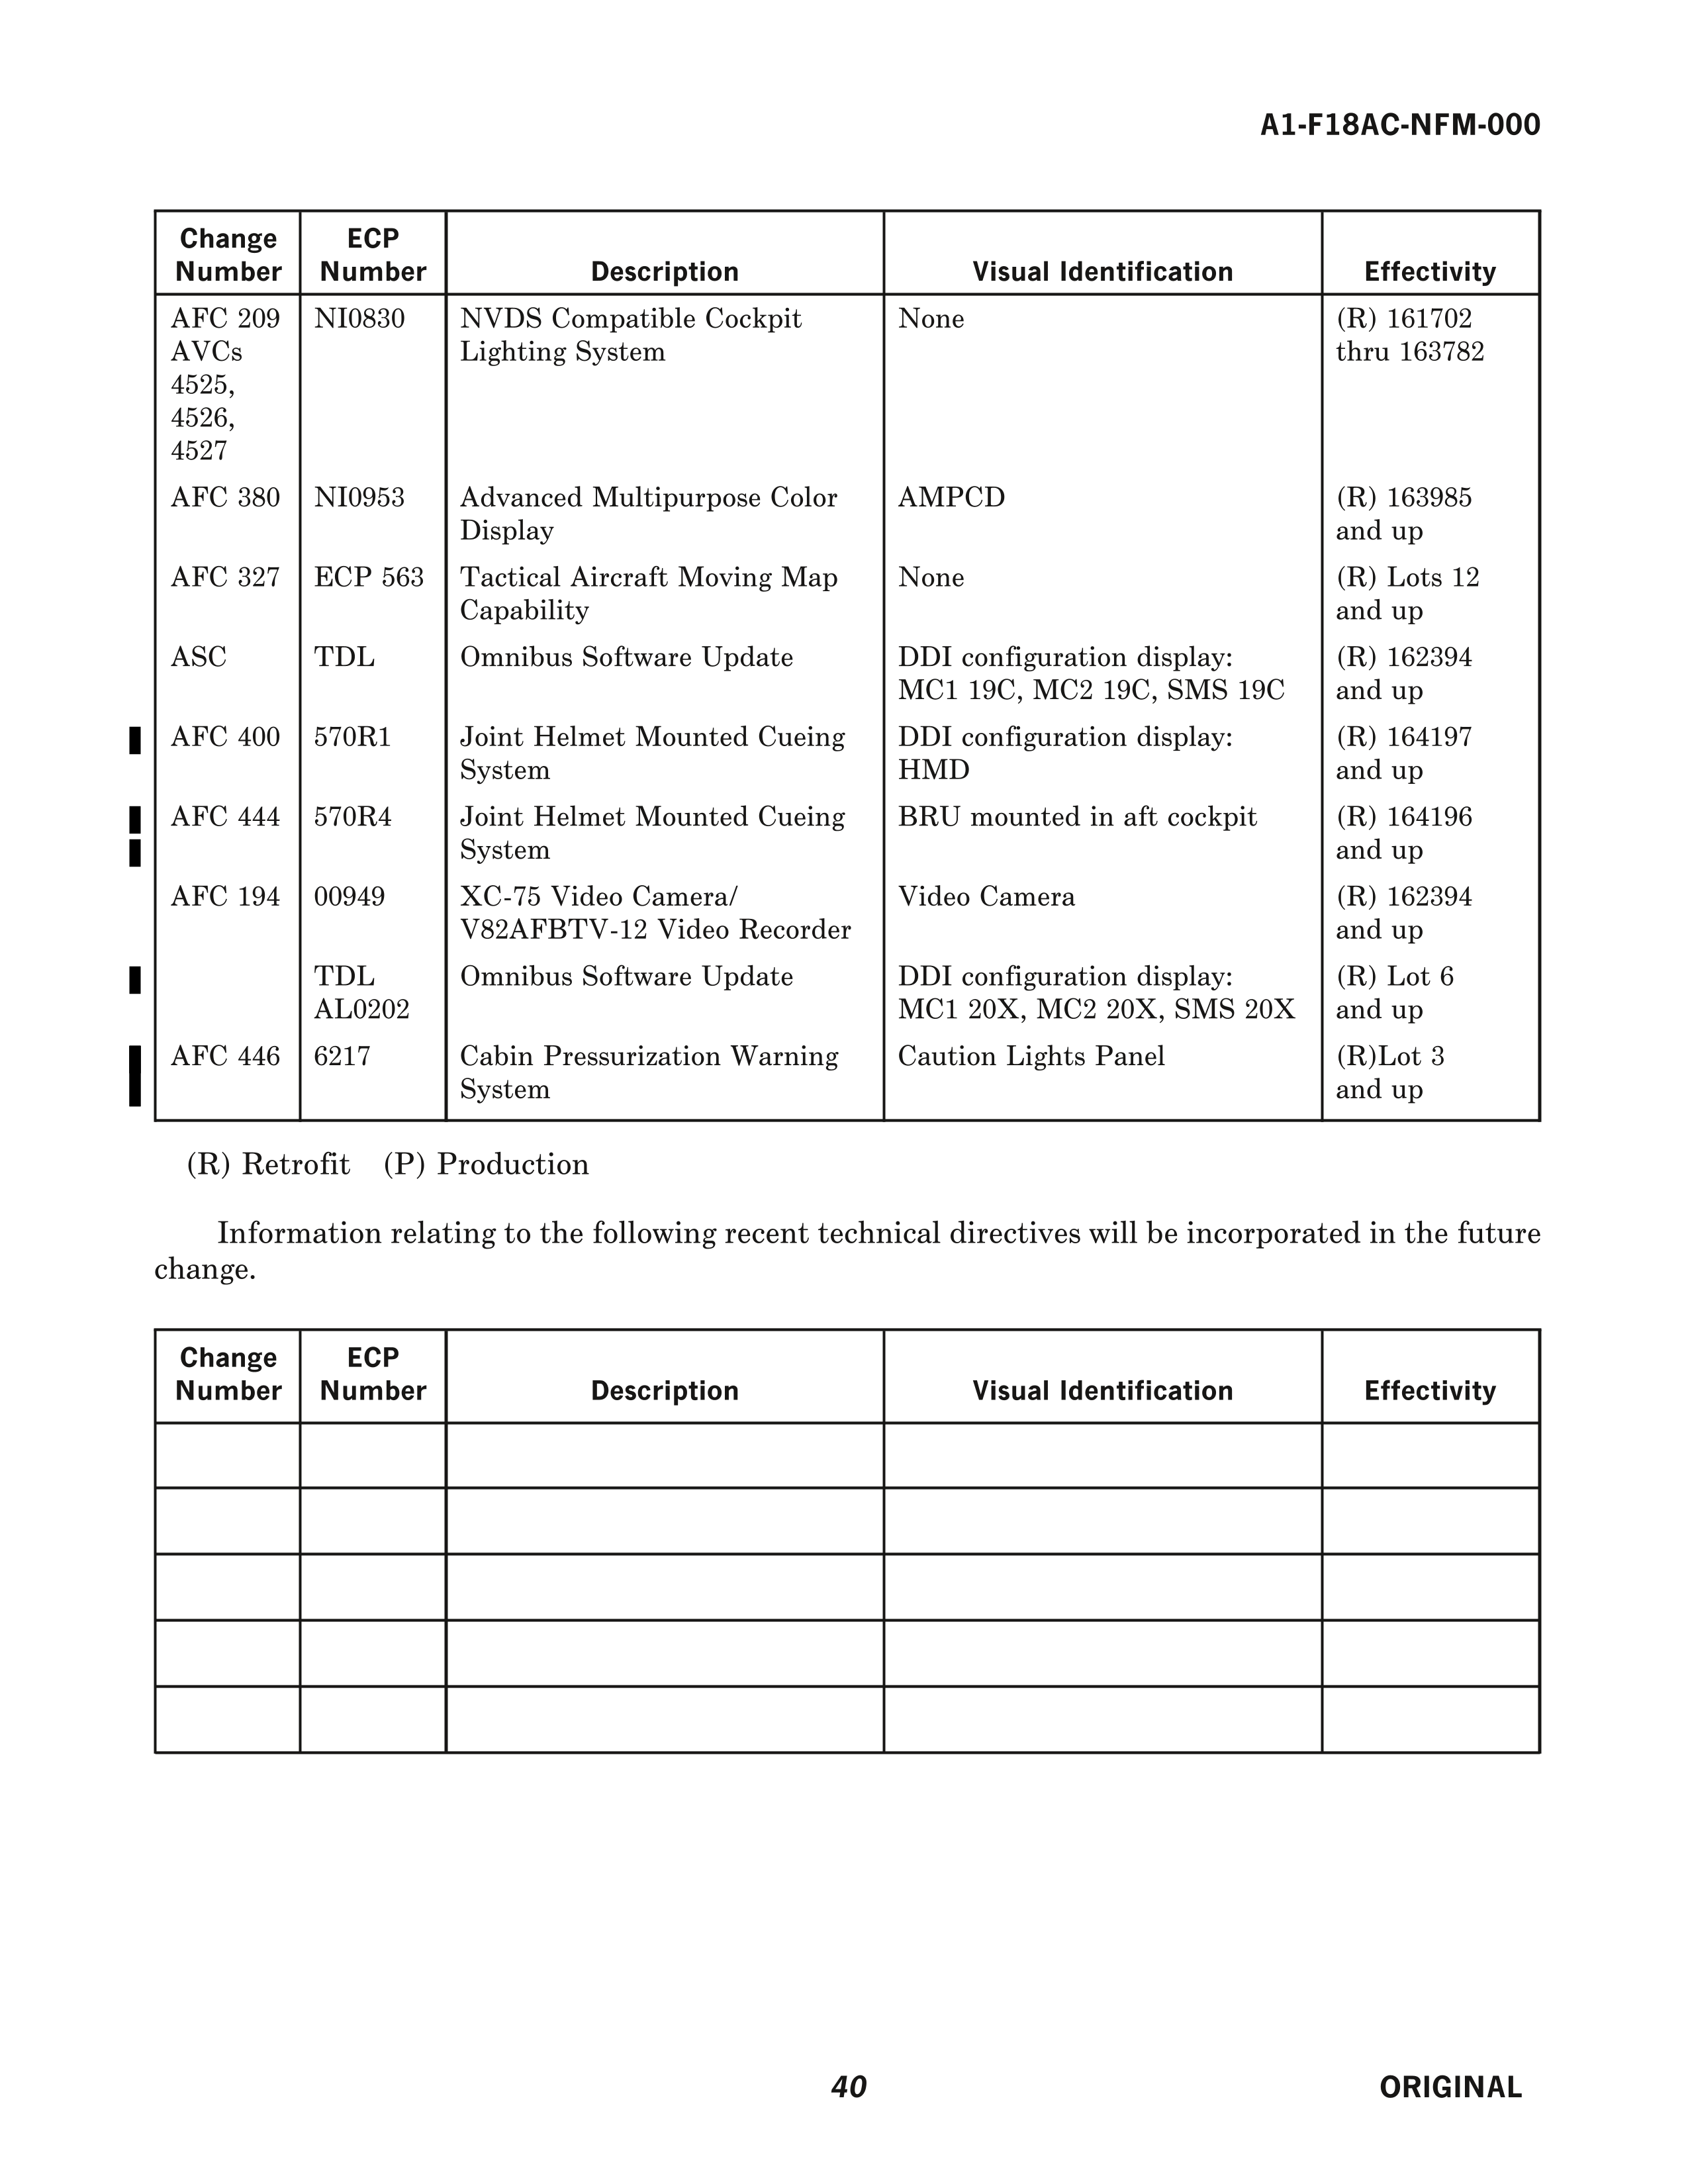 A1-F18AC-NFM-000
Change Number | ECP Number | Description | Visual Identification | Effectivity
AFC 209 | NI0830 | NVDS Compatible Cockpit | None | (R) 161702
AVCs | Lighting System | thru 163782
4525,
4526,
4527
AFC 380 | NI0953 | Advanced Multipurpose Color | AMPCD | (R) 163985
Display | and up
AFC 327 | ECP 563 | Tactical Aircraft Moving Map | None | (R) Lots 12
Capability | and up
ASC | TDL | Omnibus Software Update | DDI configuration display: | (R) 162394
MC1 19C, MC2 19C, SMS 19C | and up
AFC 400 | 570R1 | Joint Helmet Mounted Cueing | DDI configuration display: | (R) 164197
System | HMD | and up
AFC 444 | 570R4 | Joint Helmet Mounted Cueing | BRU mounted in aft cockpit | (R) 164196
System | and up
AFC 194 | 00949 | XC-75 Video Camera/ | Video Camera | (R) 162394
V82AFBTV-12 Video Recorder | and up
TDL | Omnibus Software Update | DDI configuration display: | (R) Lot 6
AL0202 | MC1 20X, MC2 20X, SMS 20X | and up
AFC 446 | 6217 | Cabin Pressurization Warning | Caution Lights Panel | (R)Lot 3
System | and up
(R) Retrofit (P) Production
Information relating to the following recent technical directives will be incorporated in the future
change.
Change Number | ECP Number | Description | Visual Identification | Effectivity
40
ORIGINAL